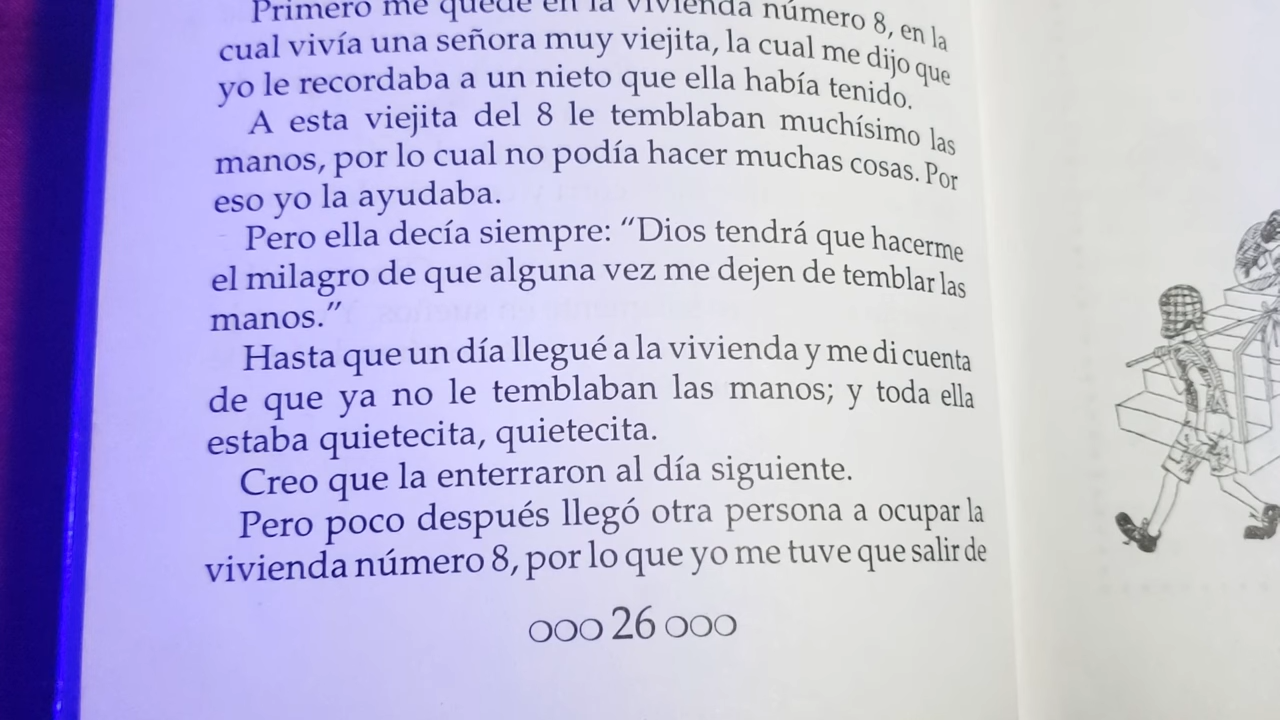 Primero me quedé en la vivienda número 8, en la
cual vivía una señora muy viejita, la cual me dijo que
yo le recordaba a un nieto que ella había tenido.
A esta viejita del 8 le temblaban muchísimo las
manos, por lo cual no podía hacer muchas cosas. Por
eso yo la ayudaba.
Pero ella decía siempre: “Dios tendrá que hacerme
el milagro de que alguna vez me dejen de temblar las
manos.”
Hasta que un día llegué a la vivienda y me di cuenta
de que ya no le temblaban las manos; y toda ella
estaba quietecita, quietecita.
Creo que la enterraron al día siguiente.
Pero poco después llegó otra persona a ocupar la
vivienda número 8, por lo que yo me tuve que salir de
○○○ 26 ○○○